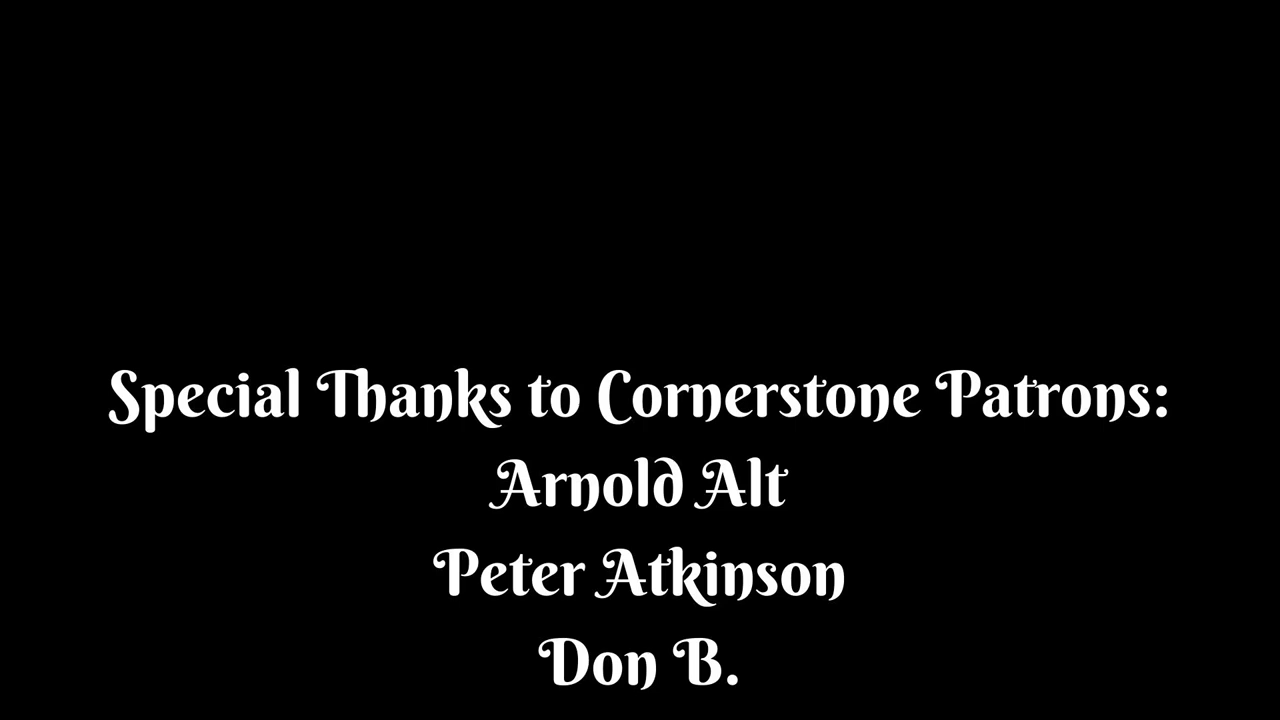 Special Thanks to Cornerstone Patrons:
Arnold Alt
Peter Atkinson
Don B.